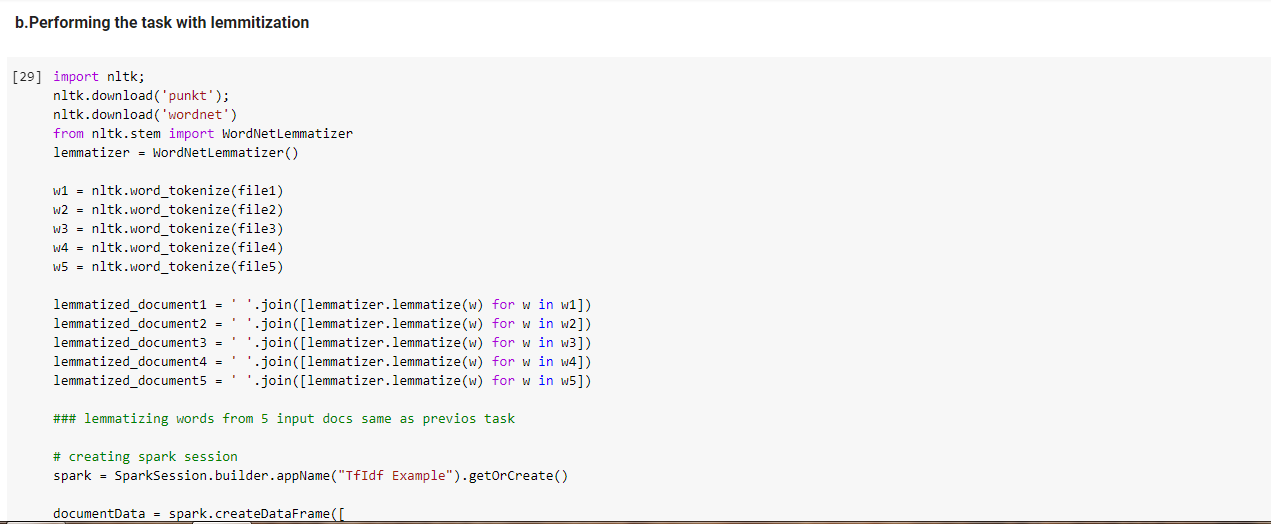 b.Performing the task with lemmitization
[29] import nltk;
nltk.download('punkt');
nltk.download('wordnet')
from nltk.stem import WordNetLemmatizer
lemmatizer = WordNetLemmatizer()
w1 = nltk.word_tokenize(file1)
w2 = nltk.word_tokenize(file2)
w3 = nltk.word_tokenize(file3)
w4 = nltk.word_tokenize(file4)
w5 = nltk.word_tokenize(file5)
lemmatized_document1 = ' '.join([lemmatizer.lemmatize(w) for w in w1])
lemmatized_document2 = ' '.join([lemmatizer.lemmatize(w) for w in w2])
lemmatized_document3 = ' '.join([lemmatizer.lemmatize(w) for w in w3])
lemmatized_document4 = ' '.join([lemmatizer.lemmatize(w) for w in w4])
lemmatized_document5 = ' '.join([lemmatizer.lemmatize(w) for w in w5])
### lemmatizing words from 5 input docs same as previos task
# creating spark session
spark = SparkSession.builder.appName("TfIdf Example").getOrCreate()
documentData = spark.createDataFrame([